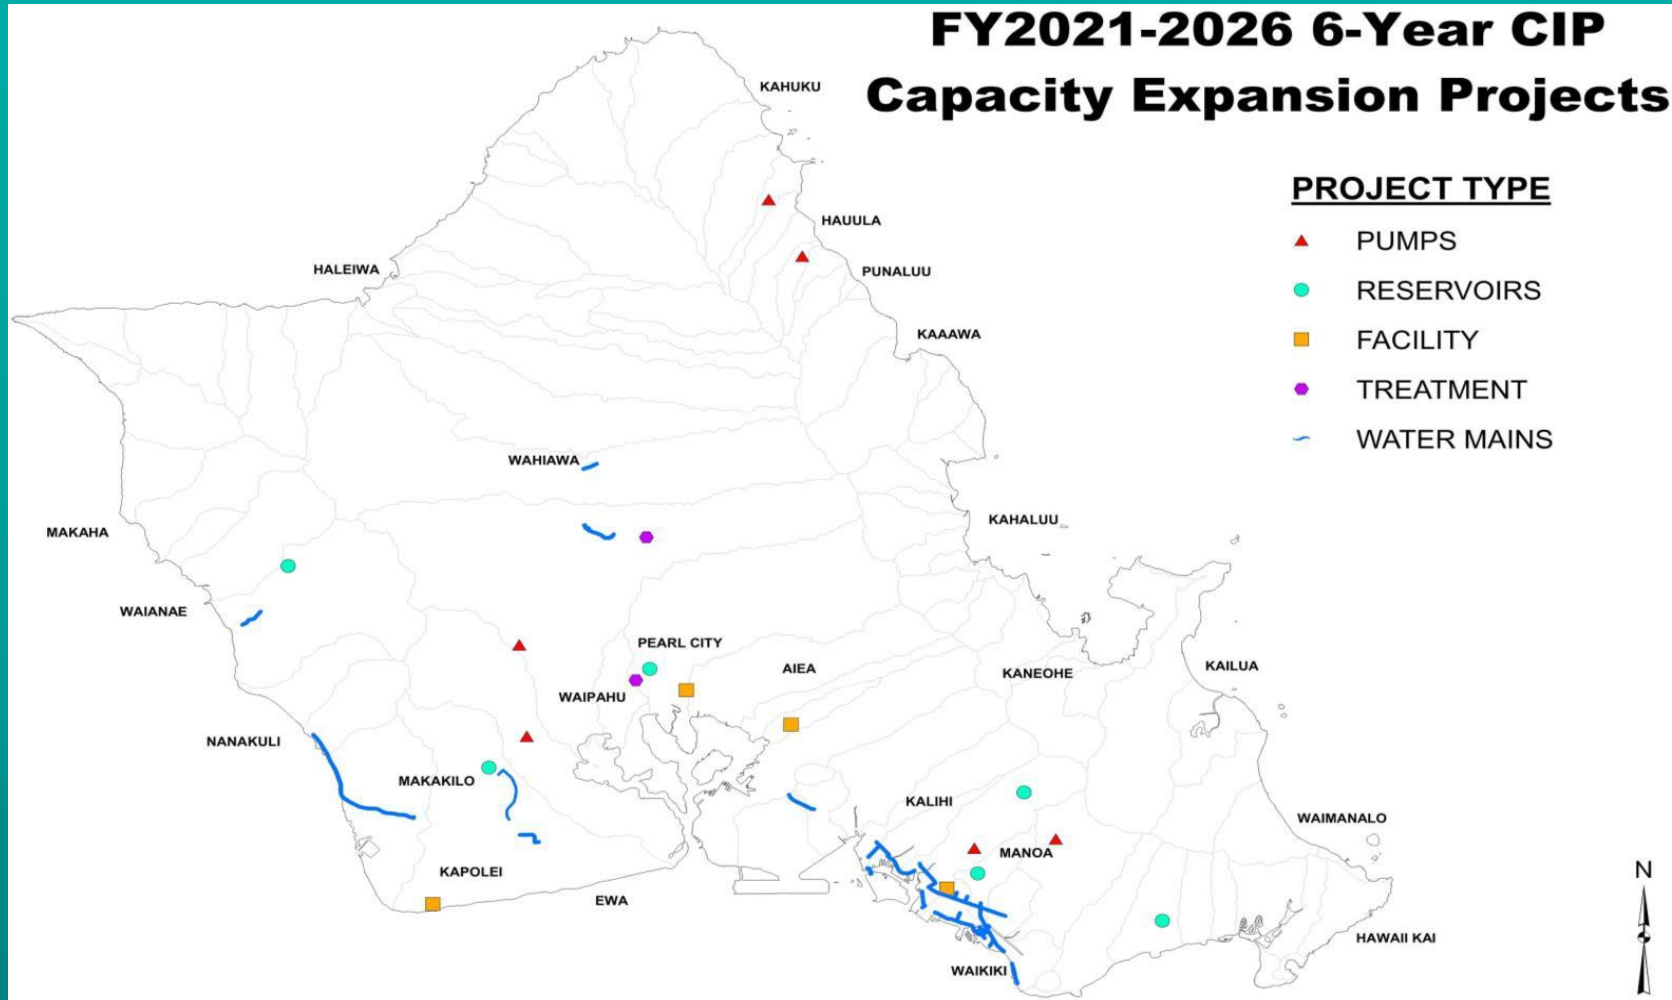 FY2021-2026 6-Year CIP
Capacity Expansion Projects
PROJECT TYPE
PUMPS
RESERVOIRS
FACILITY
TREATMENT
WATER MAINS
KAHUKU
HAUULA
HALEIWA
PUNALUU
KAAAWA
WAHIAWA
KAHALUU
MAKAHA
WAIANAE
PEARL CITY
AIEA
KANEOHE
KAILUA
WAIPAHU
NANAKULI
MAKAKILO
KALIHI
WAIMANALO
MANOA
KAPOLEI
EWA
HAWAII KAI
WAIKIKI
N